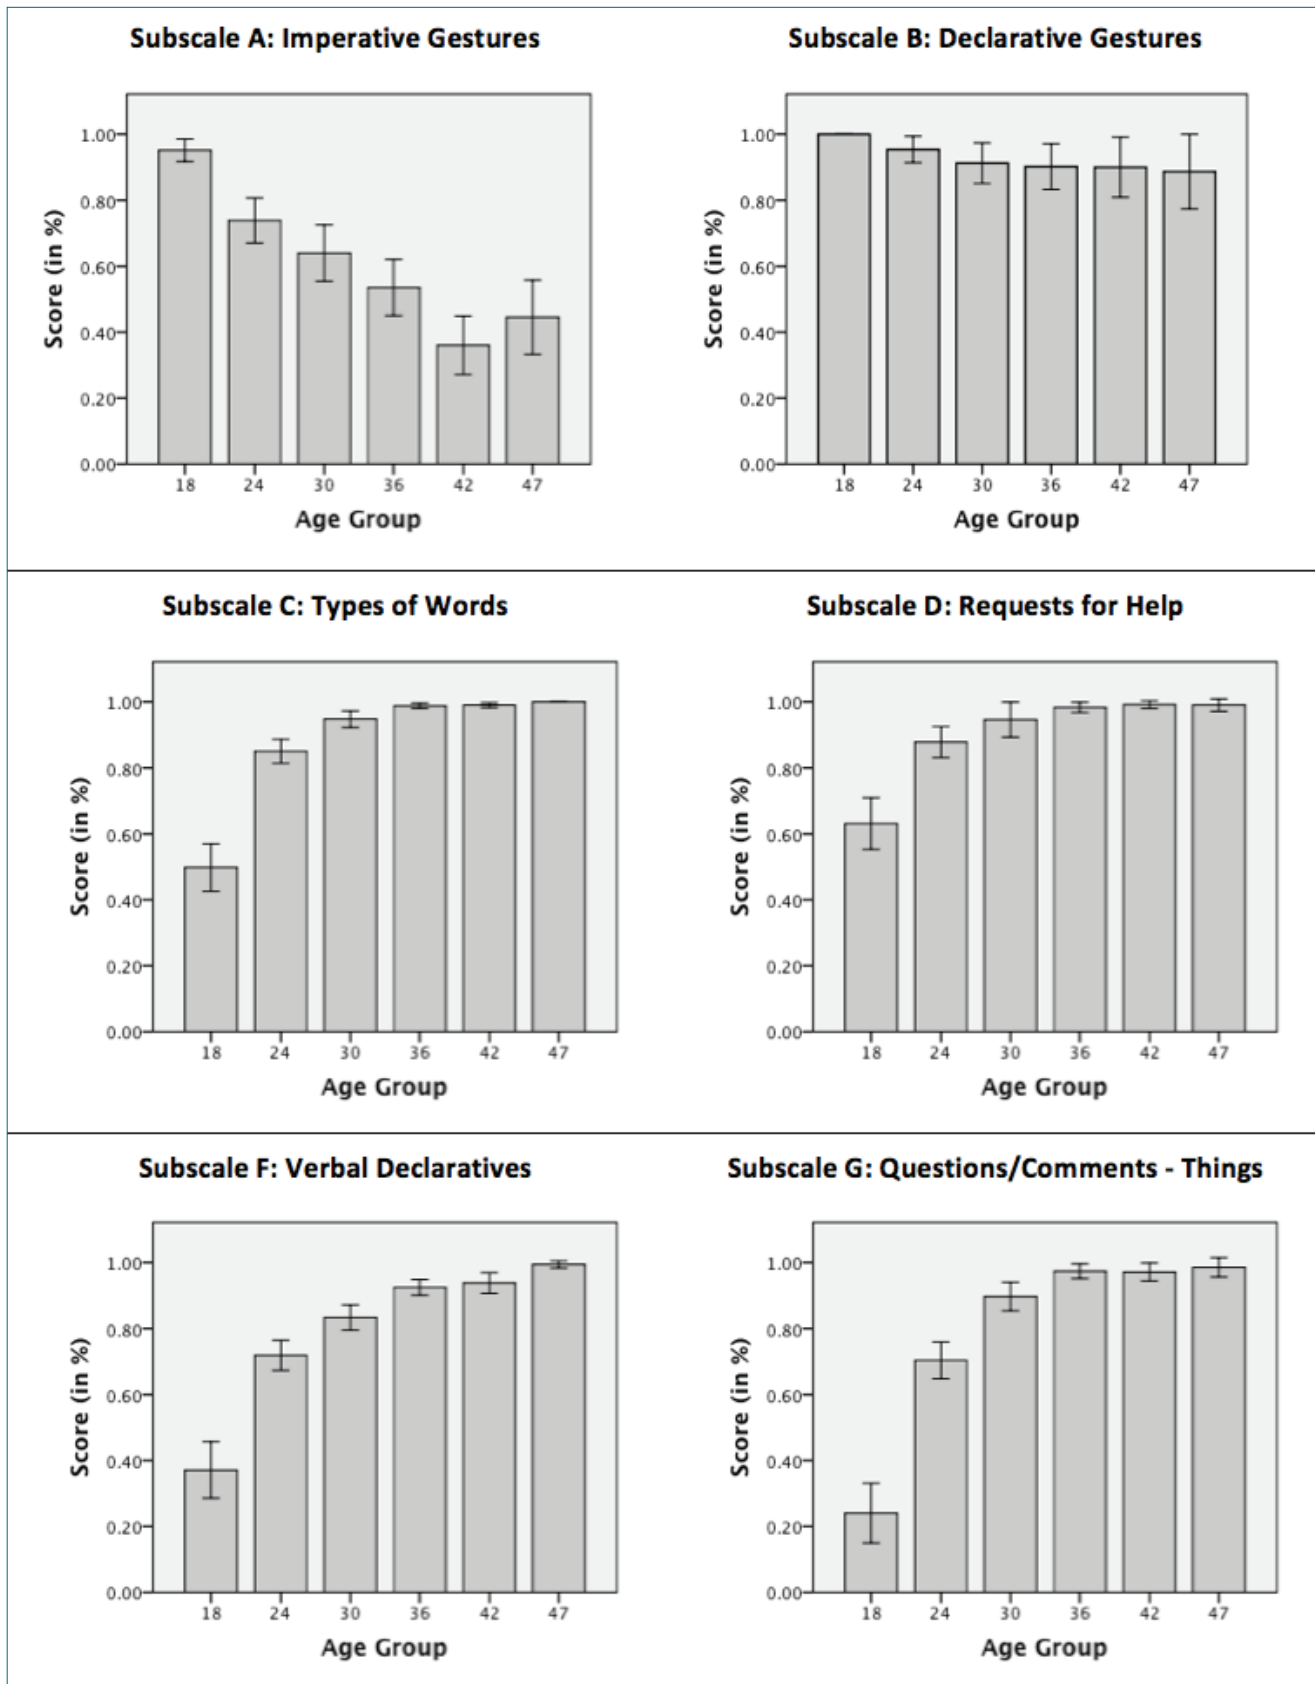 Subscale A: Imperative Gestures
Score (in %)
1.00
0.80
0.60
0.40
0.20
0.00
18 24 30 36 42 47
Age Group
Subscale B: Declarative Gestures
Score (in %)
1.00
0.80
0.60
0.40
0.20
0.00
18 24 30 36 42 47
Age Group
Subscale C: Types of Words
Score (in %)
1.00
0.80
0.60
0.40
0.20
0.00
18 24 30 36 42 47
Age Group
Subscale D: Requests for Help
Score (in %)
1.00
0.80
0.60
0.40
0.20
0.00
18 24 30 36 42 47
Age Group
Subscale F: Verbal Declaratives
Score (in %)
1.00
0.80
0.60
0.40
0.20
0.00
18 24 30 36 42 47
Age Group
Subscale G: Questions/Comments - Things
Score (in %)
1.00
0.80
0.60
0.40
0.20
0.00
18 24 30 36 42 47
Age Group